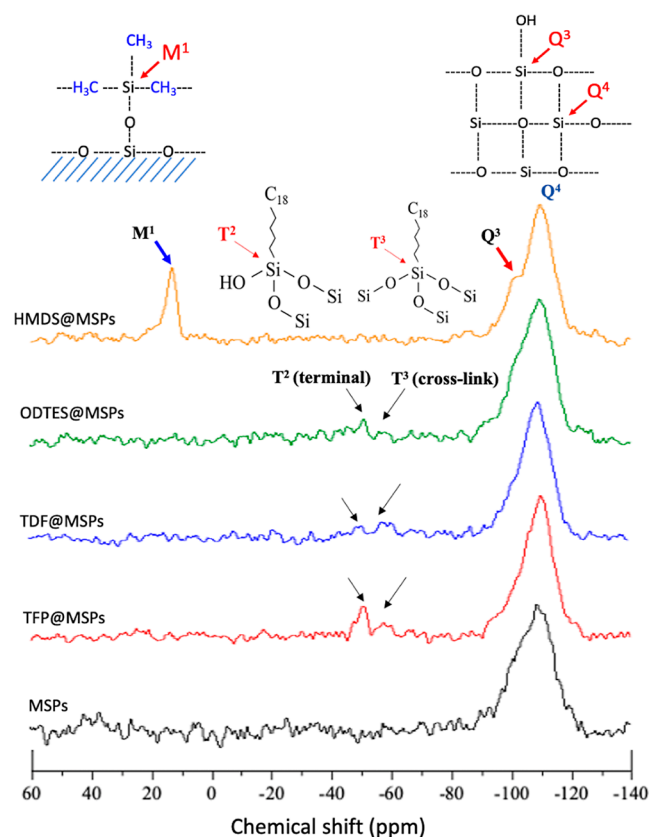 CH₃
M¹
H₃C
Si
CH₃
O
O
Si
O
OH
Q³
O
Si
O
Q⁴
Si
O
Si
O
O
Si
O
Q⁴
C₁₈
T²
Si
HO
O
Si
O
Si
C₁₈
T³
Si
Si
O
O
Si
O
Si
M¹
Q³
HMDS@MSPs
T² (terminal)
T³ (cross-link)
ODTES@MSPs
TDF@MSPs
TFP@MSPs
MSPs
60 40 20 0 -20 -40 -60 -80 -100 -120 -140
Chemical shift (ppm)